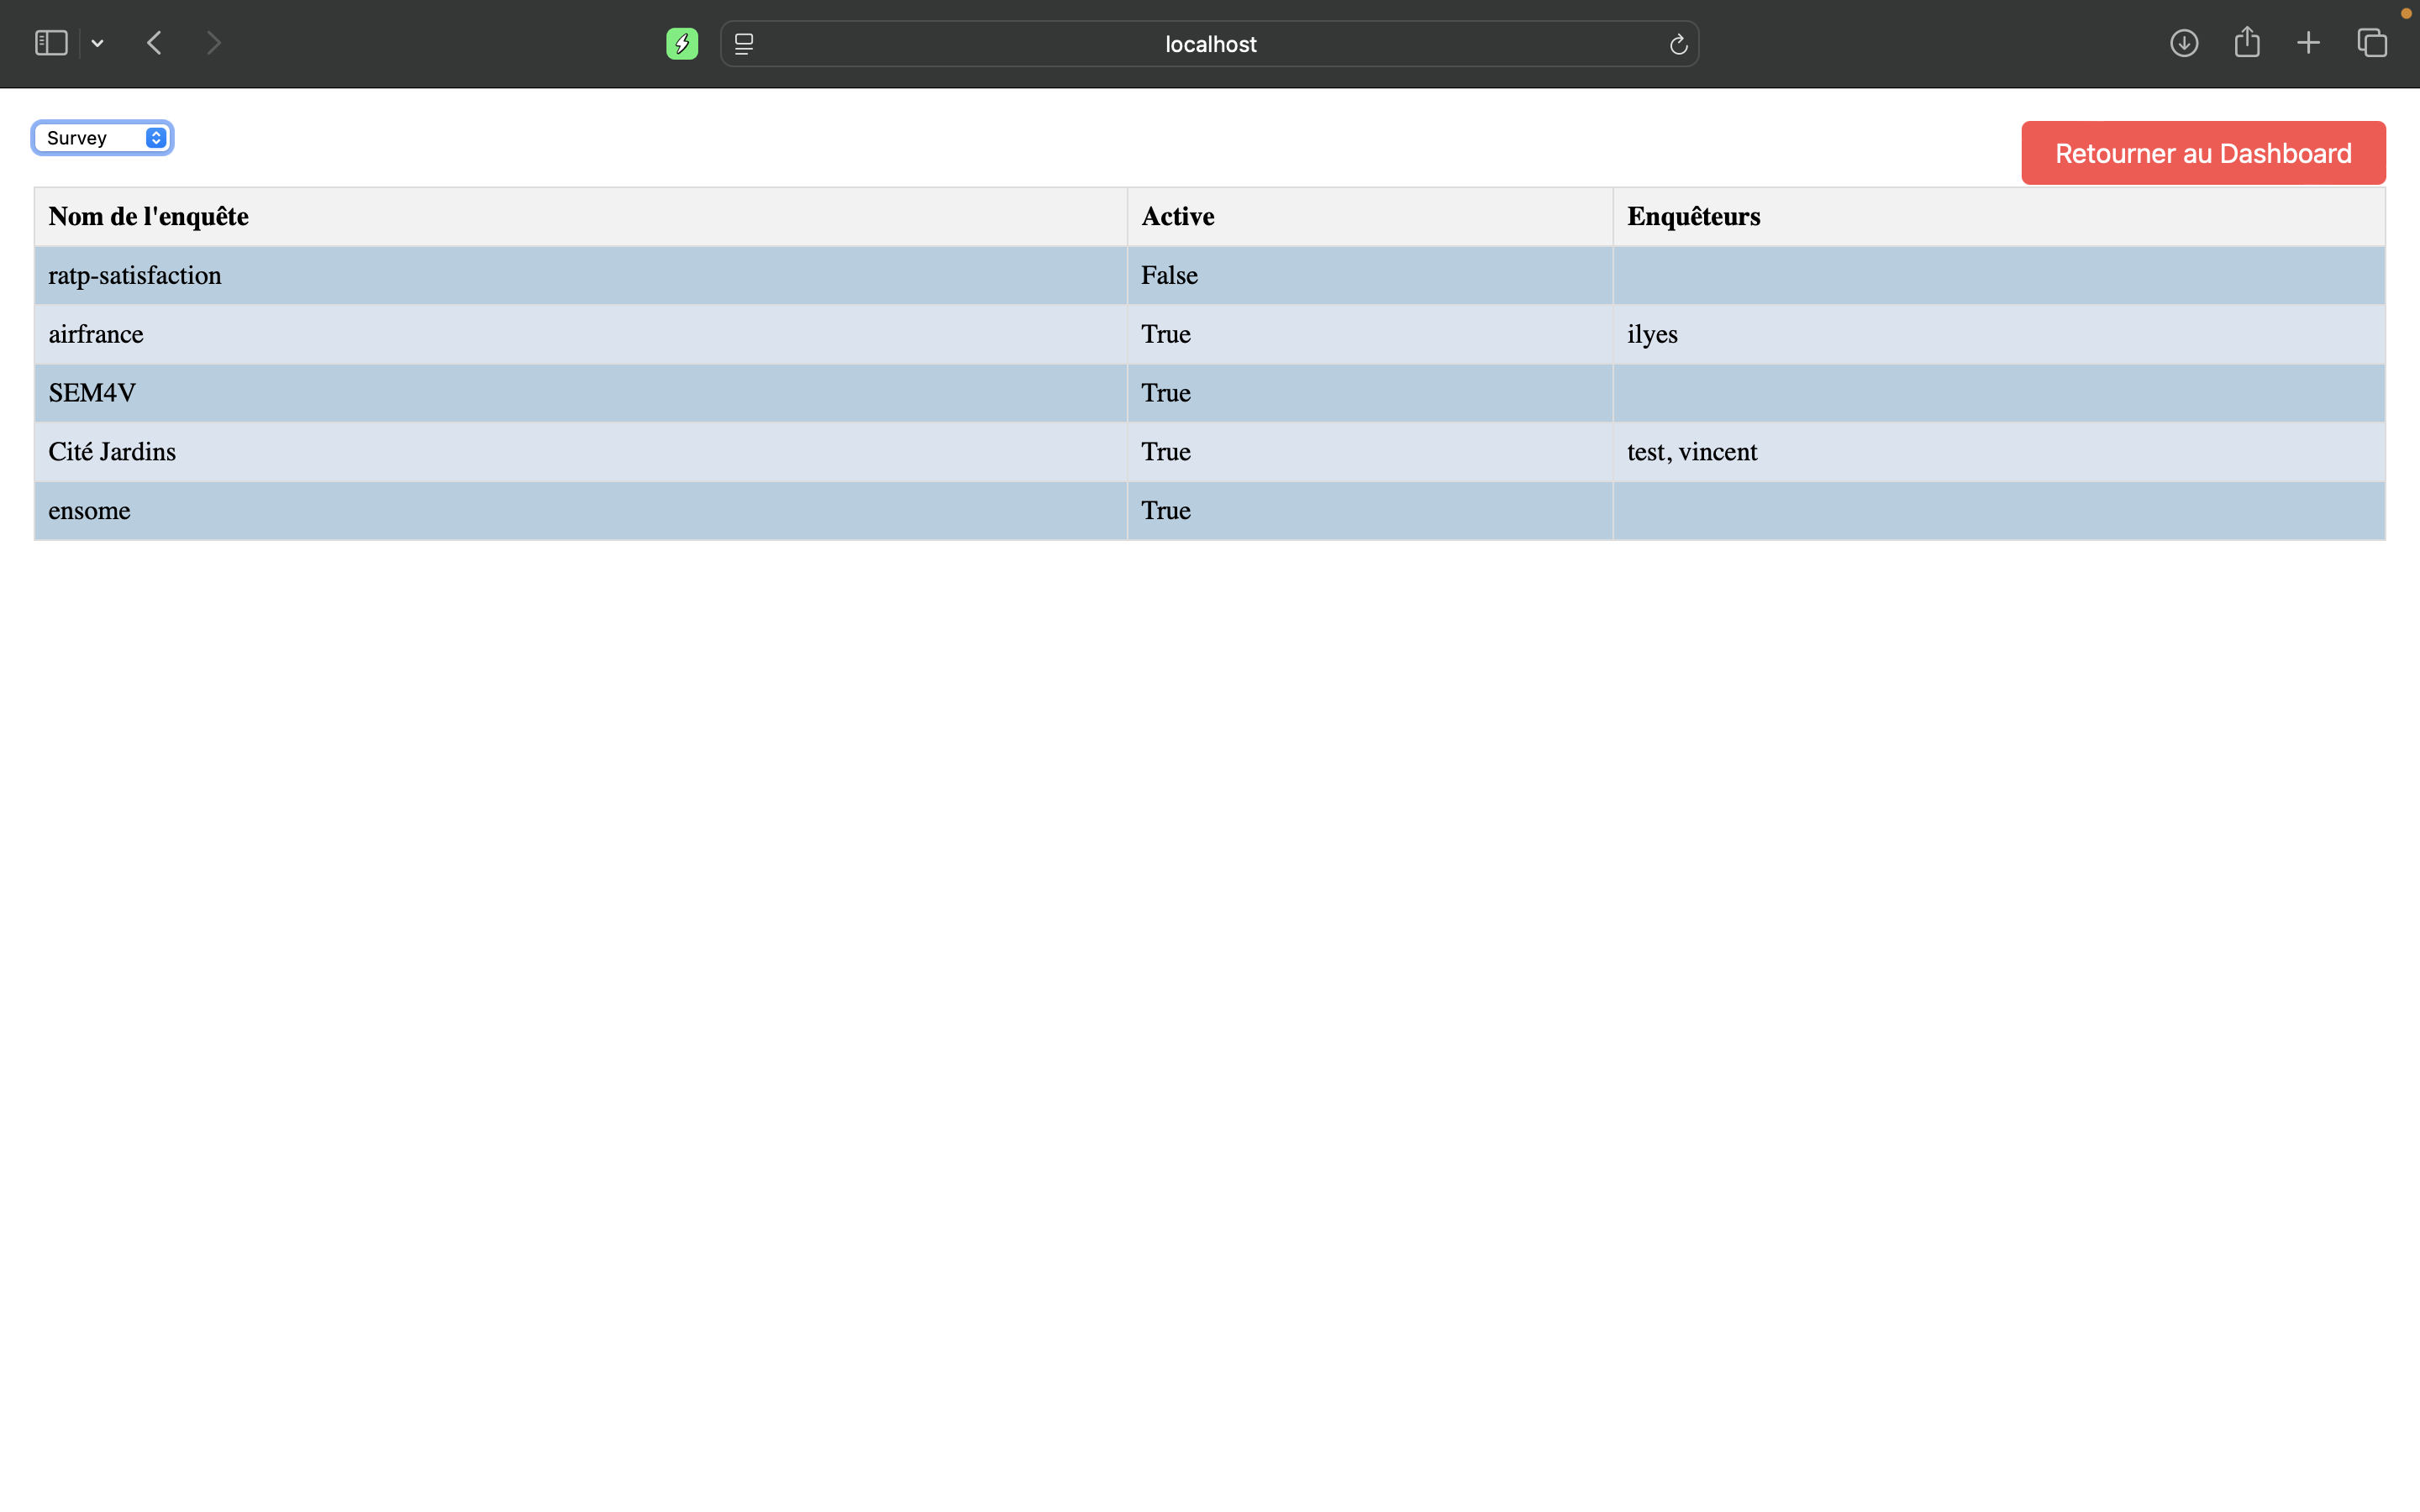 localhost
Survey
Retourner au Dashboard
Nom de l'enquête Active Enquêteurs
ratp-satisfaction False
airfrance True ilyes
SEM4V True
Cité Jardins True test, vincent
ensome True